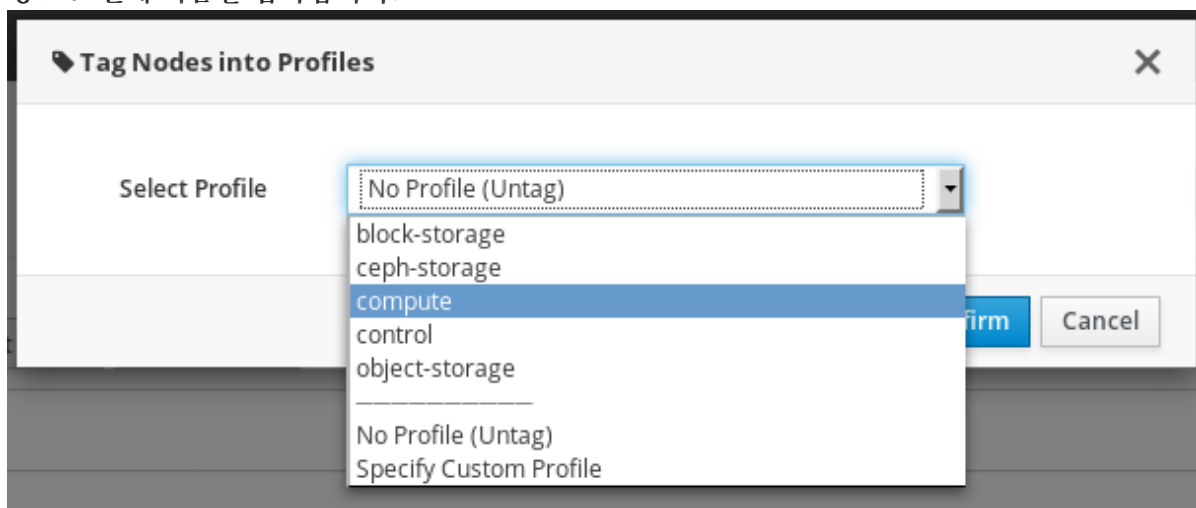 Tag Nodes into Profiles
Select Profile
No Profile (Untag)
block-storage
ceph-storage
compute
control
object-storage
No Profile (Untag)
Specify Custom Profile
firm
Cancel